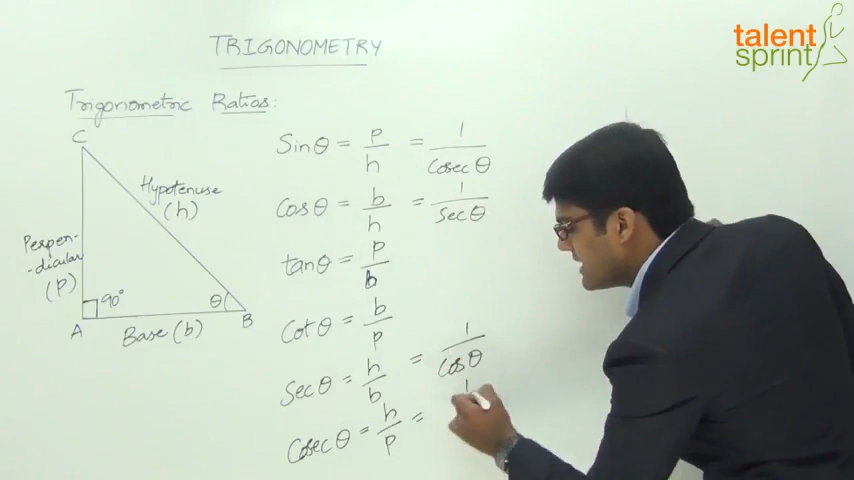 talent
sprint
TRIGONOMETRY
Trigonometric Ratios:
C
Hypotenuse
(h)
Perpen-
-dicular
(p)
90°
θ
A
Base (b)
B
Sinθ = p/h = 1/Cosecθ
Cosθ = b/h = 1/Secθ
tanθ = p/b
Cotθ = b/p
Secθ = h/b = 1/Cosθ
Cosecθ = h/p = 1